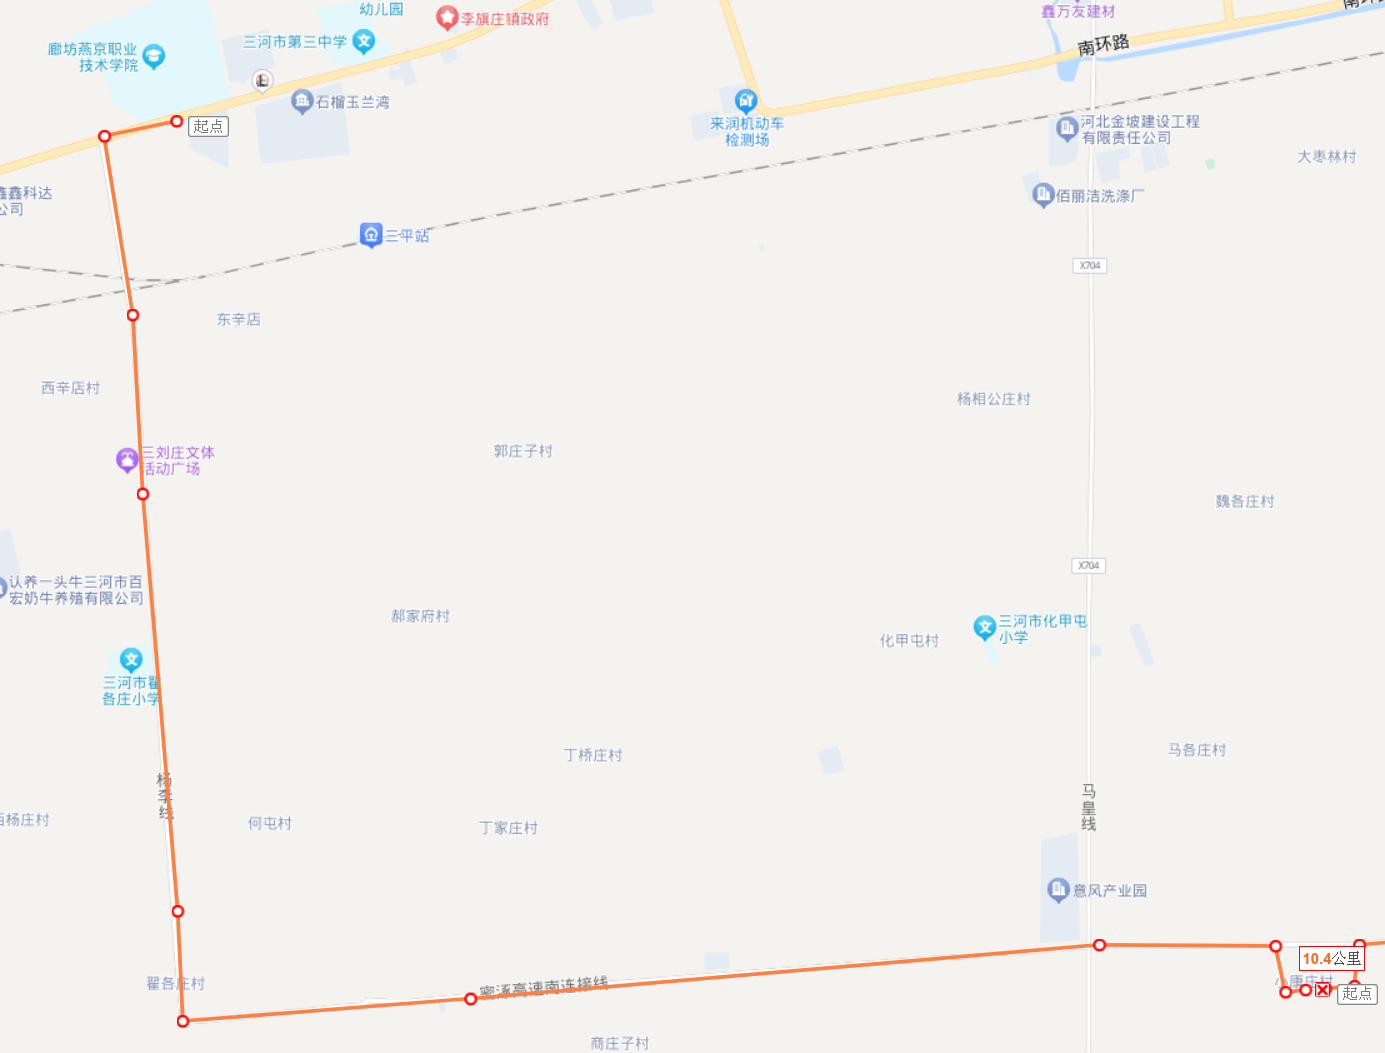 幼儿园
李旗庄镇政府
鑫万友建材
南环路
廊坊燕京职业
技术学院
三河市第三中学
石榴玉兰湾
起点
来润机动车
检测场
河北金坡建设工程
有限责任公司
大枣林村
鑫鑫科达
公司
佰丽洁洗涤厂
三平站
X704
东辛店
西辛店村
杨相公庄村
三刘庄文体
活动广场
郭庄子村
魏各庄村
X704
认养一头牛三河市百
宏奶牛养殖有限公司
郝家府村
化甲屯村
三河市化甲屯
小学
三河市翟
各庄小学
丁桥庄村
马各庄村
杨李线
马皇线
杨庄村
何屯村
丁家庄村
意风产业园
10.4公里
翟各庄村
密涿高速南连接线
小康庄村
起点
商庄子村